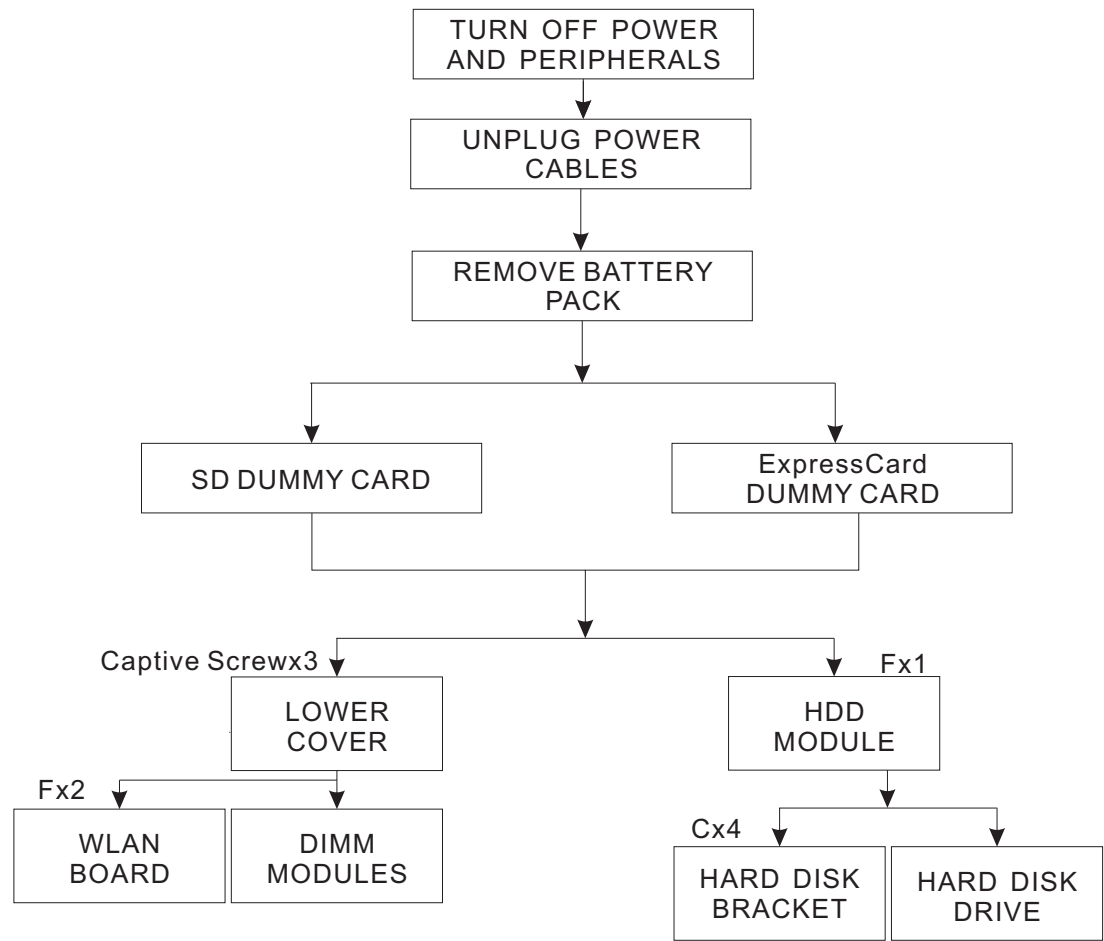 TURN OFF POWER
AND PERIPHERALS
UNPLUG POWER
CABLES
REMOVE BATTERY
PACK
SD DUMMY CARD
ExpressCard
DUMMY CARD
Captive Screwx3
LOWER
COVER
Fx1
HDD
MODULE
Fx2
WLAN
BOARD
DIMM
MODULES
Cx4
HARD DISK
BRACKET
HARD DISK
DRIVE